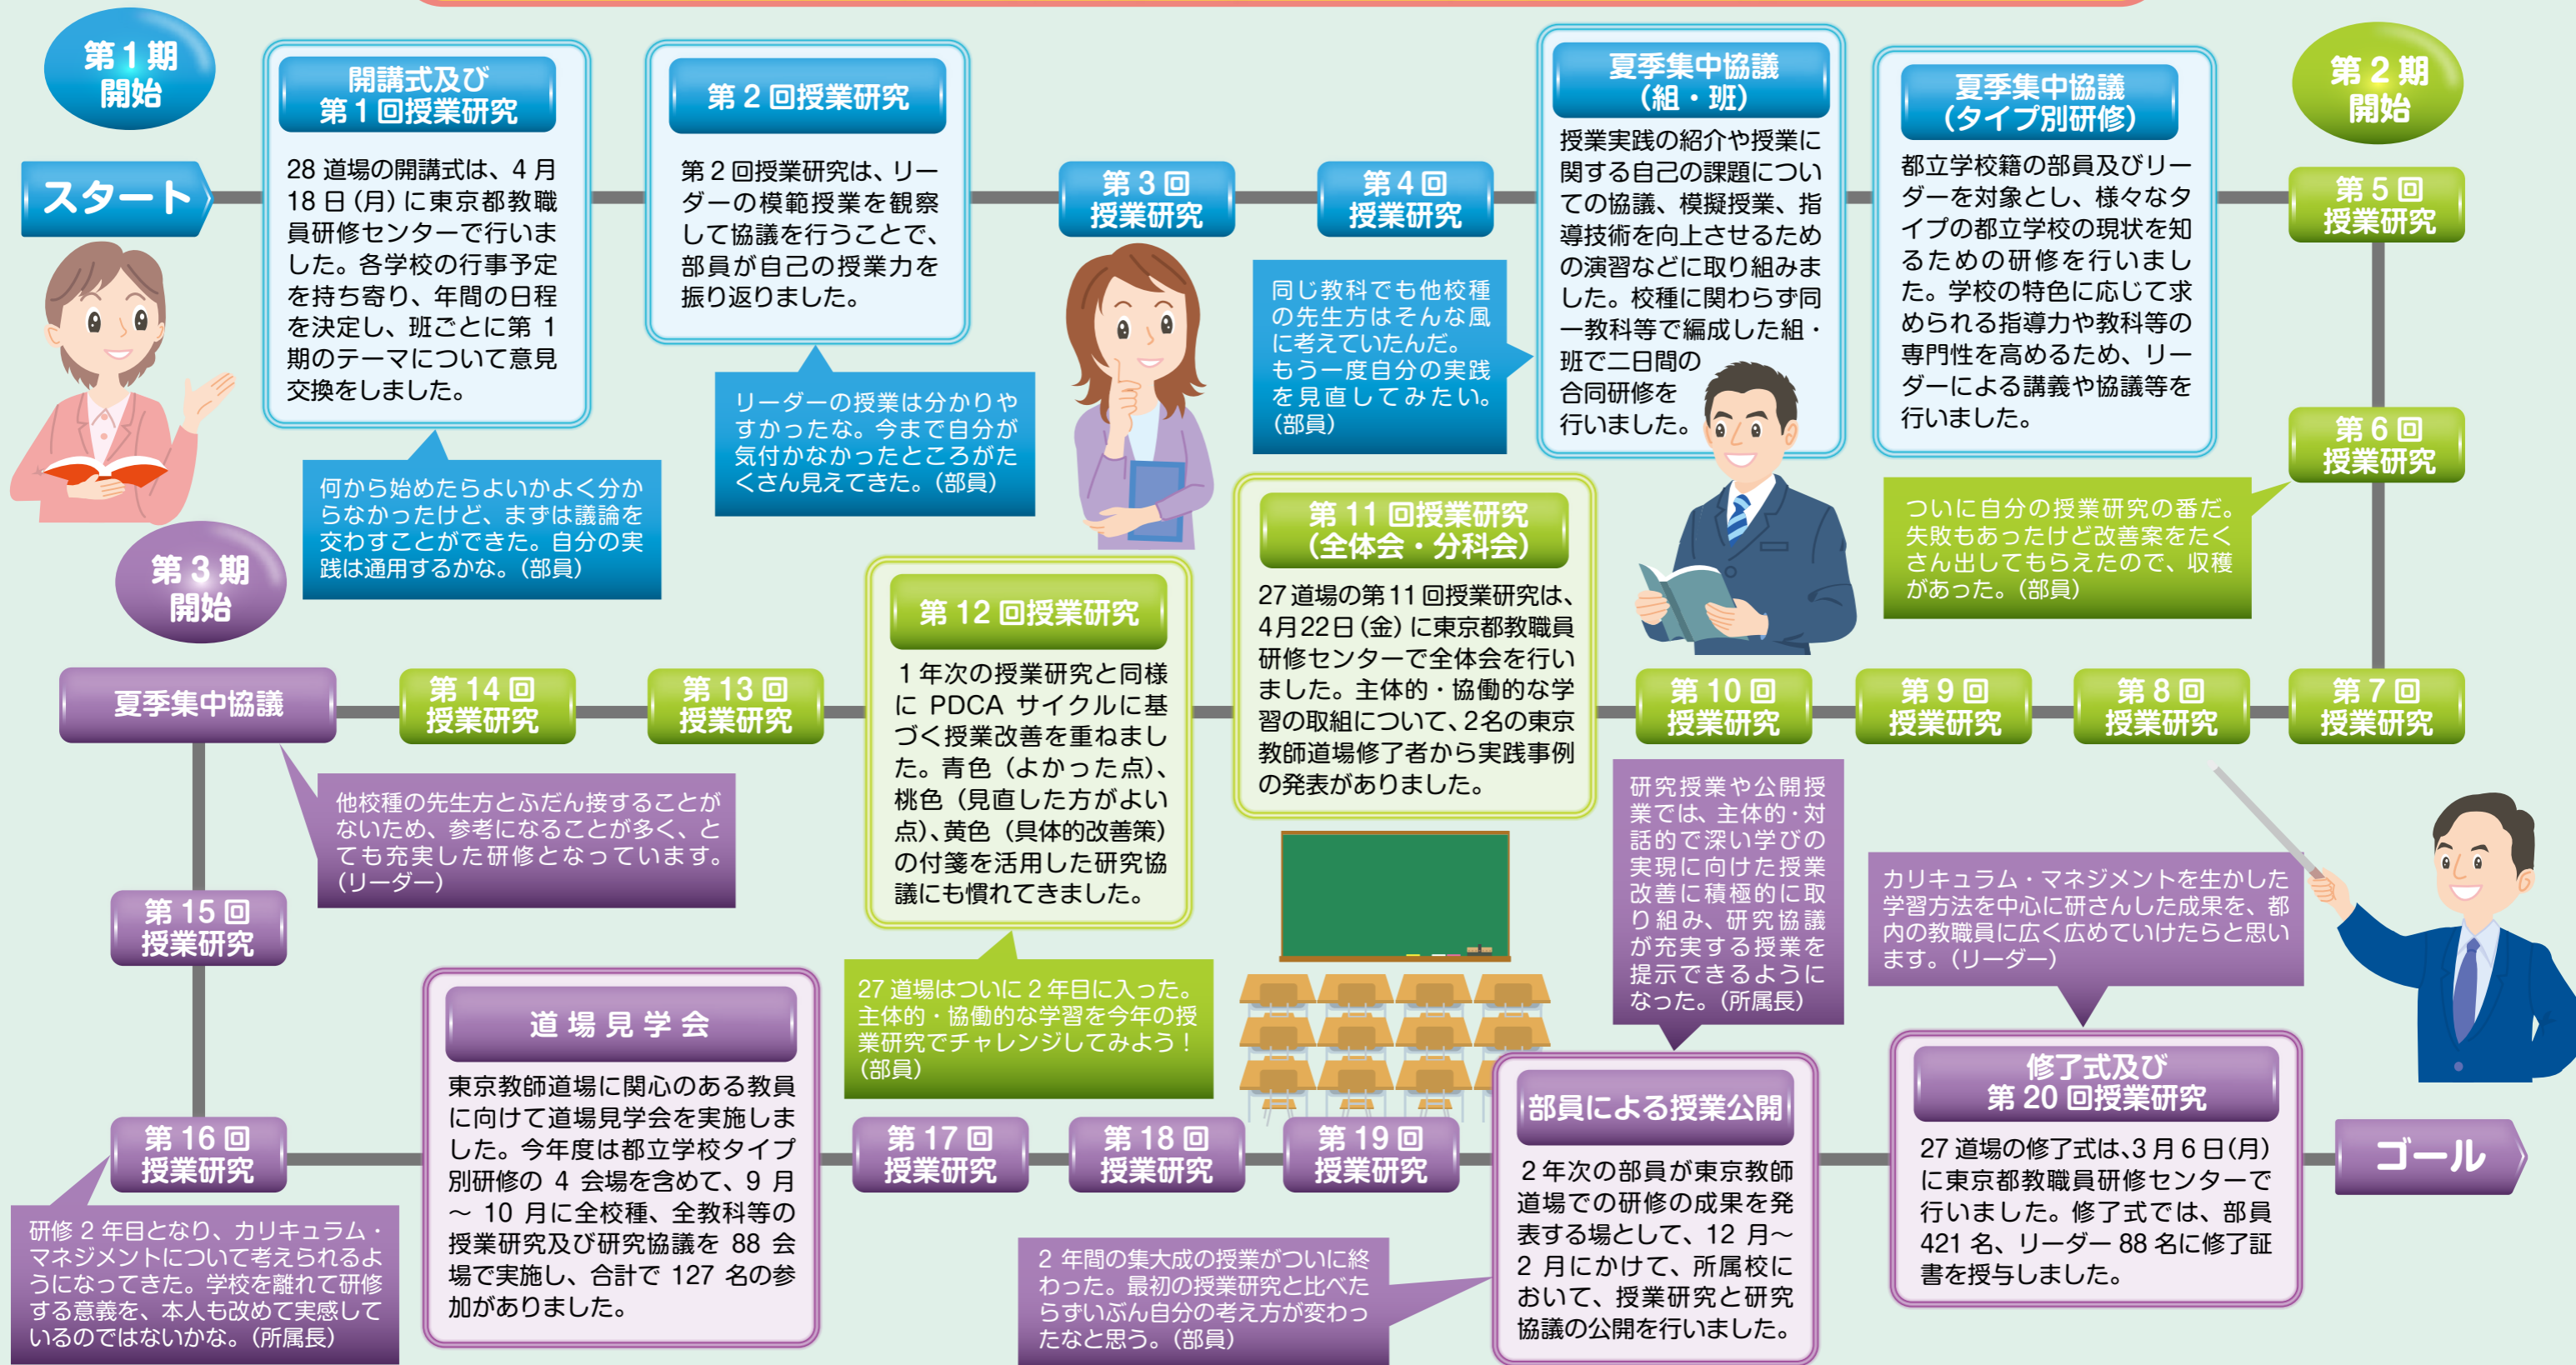 第1期
開始
スタート
開講式及び
第1回授業研究
28 道場の開講式は、4 月
18 日(月)に東京都教職
員研修センターで行いま
した。各学校の行事予定
を持ち寄り、年間の日程
を決定し、班ごとに第 1
期のテーマについて意見
交換をしました。
何から始めたらよいかよく分か
らなかったけど、まずは議論を
交わすことができた。自分の実
践は通用するかな。(部員)
第 2 回授業研究
第 2 回授業研究は、リー
ダーの模範授業を観察
して協議を行うことで、
部員が自己の授業力を
振り返りました。
リーダーの授業は分かりや
すかったな。今まで自分が
気付かなかったところがた
くさん見えてきた。(部員)
第 3 回
授業研究
第4回
授業研究
夏季集中協議
(組・班)
授業実践の紹介や授業に
関する自己の課題につい
ての協議、模擬授業、指
導技術を向上させるため
の演習などに取り組みま
した。校種に関わらず同
一教科等で編成した組・
班で二日間の
合同研修を
行いました。
同じ教科でも他校種
の先生方はそんな風
に考えていたんだ。
もう一度自分の実践
を見直してみたい。
(部員)
夏季集中協議
(タイプ別研修)
都立学校籍の部員及びリー
ダーを対象とし、様々なタ
イプの都立学校の現状を知
るための研修を行いまし
た。学校の特色に応じて求
められる指導力や教科等の
専門性を高めるため、リー
ダーによる講義や協議等を
行いました。
第 2 期
開始
第 5 回
授業研究
第 6 回
授業研究
ついに自分の授業研究の番だ。
失敗もあったけど改善案をたく
さん出してもらえたので、収穫
があった。(部員)
第 7 回
授業研究
第 8 回
授業研究
第 9 回
授業研究
第 10 回
授業研究
第 11 回授業研究
(全体会・分科会)
27 道場の第 11 回授業研究は、
4月22日(金)に東京都教職員
研修センターで全体会を行い
ました。主体的・協働的な学
習の取組について、2名の東京
教師道場修了者から実践事例
の発表がありました。
第 12 回授業研究
1 年次の授業研究と同様
に PDCA サイクルに基
づく授業改善を重ねまし
た。青色(よかった点)、
桃色(見直した方がよい
点)、黄色(具体的改善策)
の付箋を活用した研究協
議にも慣れてきました。
27 道場はついに 2 年目に入った。
主体的・協働的な学習を今年の授
業研究でチャレンジしてみよう!
(部員)
第 13 回
授業研究
第 14 回
授業研究
第 3 期
開始
夏季集中協議
他校種の先生方とふだん接することが
ないため、参考になることが多く、と
ても充実した研修となっています。
(リーダー)
第 15 回
授業研究
第 16 回
授業研究
研修 2 年目となり、カリキュラム・
マネジメントについて考えられるよ
うになってきた。学校を離れて研修
する意義を、本人も改めて実感して
いるのではないかな。(所属長)
道 場 見 学 会
東京教師道場に関心のある教員
に向けて道場見学会を実施しま
した。今年度は都立学校タイプ
別研修の 4 会場を含めて、9 月
～ 10 月に全校種、全教科等の
授業研究及び研究協議を 88 会
場で実施し、合計で 127 名の参
加がありました。
第 17 回
授業研究
第 18 回
授業研究
第 19 回
授業研究
部員による授業公開
2 年次の部員が東京教師
道場での研修の成果を発
表する場として、12 月～
2 月にかけて、所属校に
おいて、授業研究と研究
協議の公開を行いました。
研究授業や公開授
業では、主体的・対
話的で深い学びの
実現に向けた授業
改善に積極的に取
り組み、研究協議
が充実する授業を
提示できるように
なった。(所属長)
2 年間の集大成の授業がついに終
わった。最初の授業研究と比べた
らずいぶん自分の考え方が変わっ
たなと思う。(部員)
カリキュラム・マネジメントを生かした
学習方法を中心に研さんした成果を、都
内の教職員に広く広めていけたらと思い
ます。(リーダー)
修了式及び
第 20 回授業研究
27 道場の修了式は、3 月 6 日(月)
に東京都教職員研修センターで
行いました。修了式では、部員
421 名、リーダー 88 名に修了証
書を授与しました。
ゴール